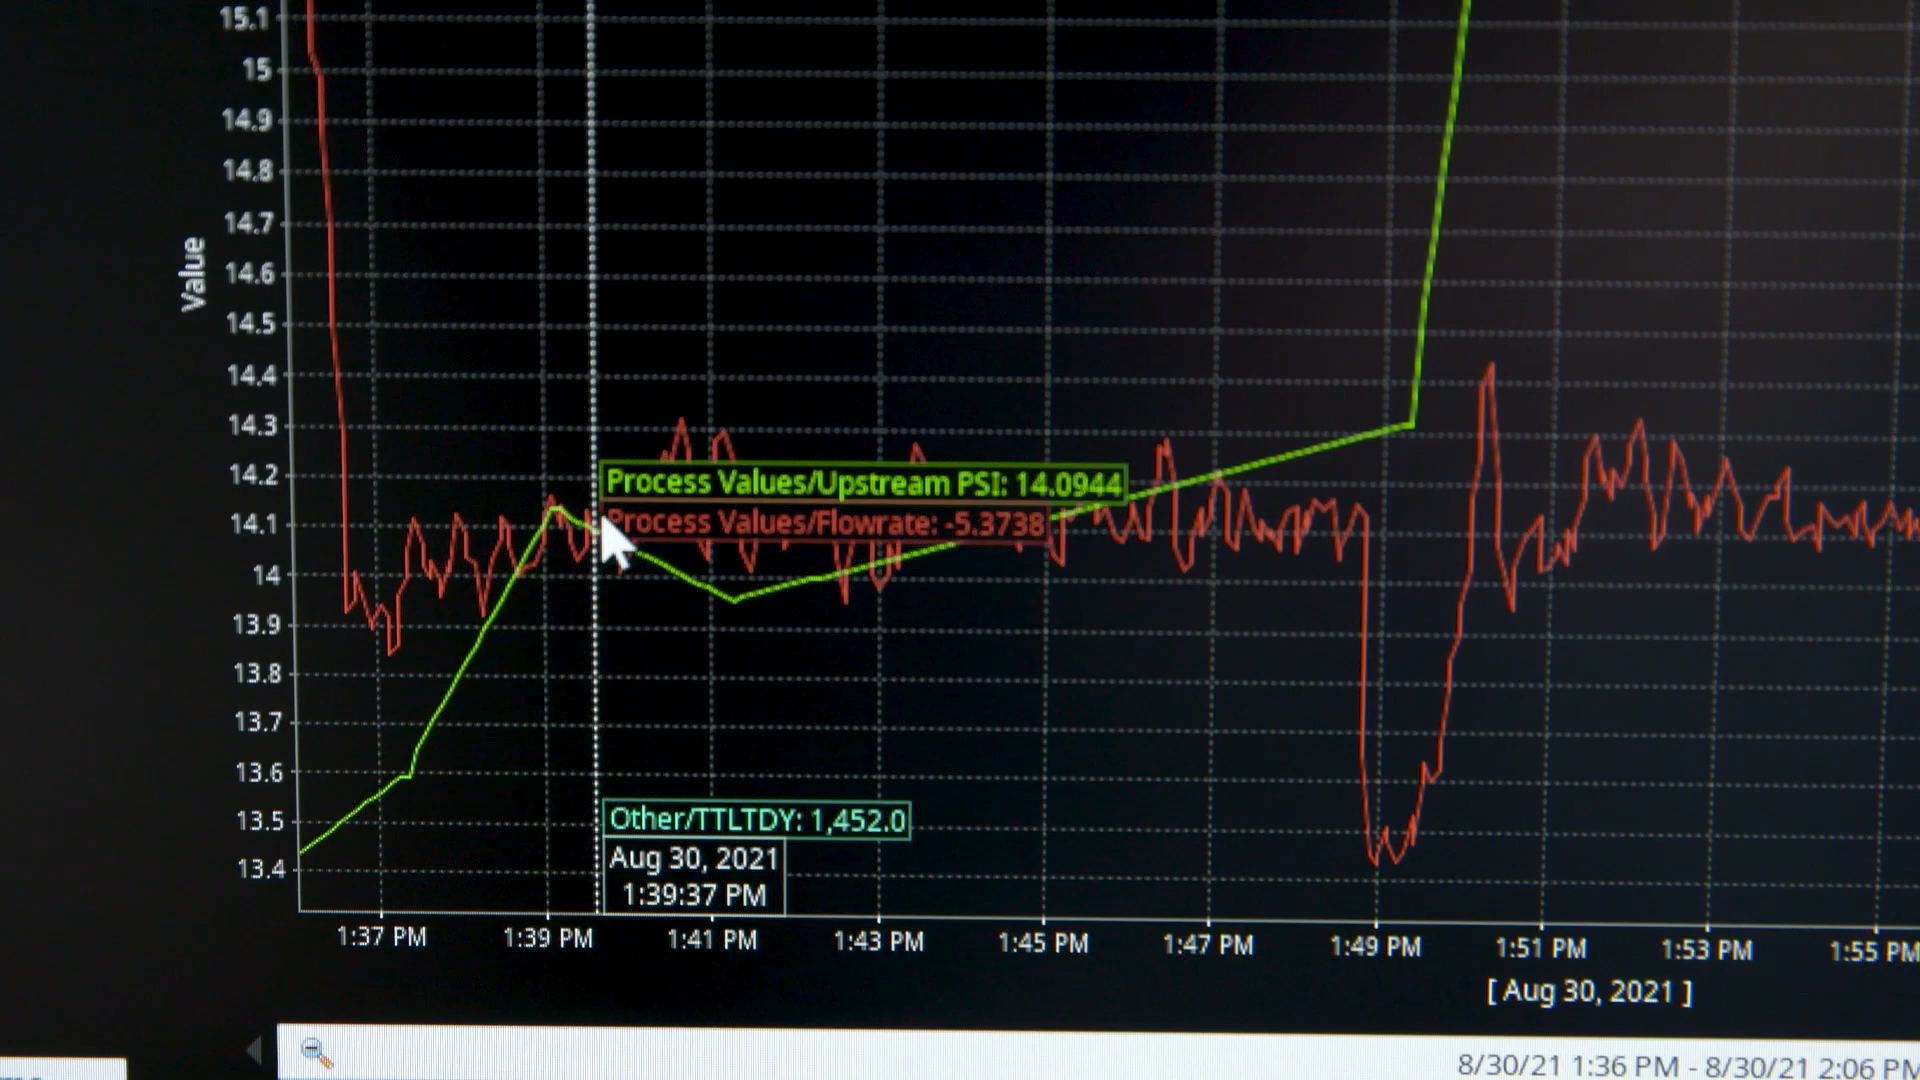 15.1
15
14.9
14.8
14.7
14.6
14.5
14.4
14.3
14.2
14.1
14
13.9
13.8
13.7
13.6
13.5
13.4
Value
Process Values/Upstream PSI: 14.0944
Process Values/Flowrate: -5.3738
Other/TTLTDY: 1,452.0
Aug 30, 2021
1:39:37 PM
1:37 PM 1:39 PM 1:41 PM 1:43 PM 1:45 PM 1:47 PM 1:49 PM 1:51 PM 1:53 PM 1:55 PM
[ Aug 30, 2021 ]
8/30/21 1:36 PM - 8/30/21 2:06 PM